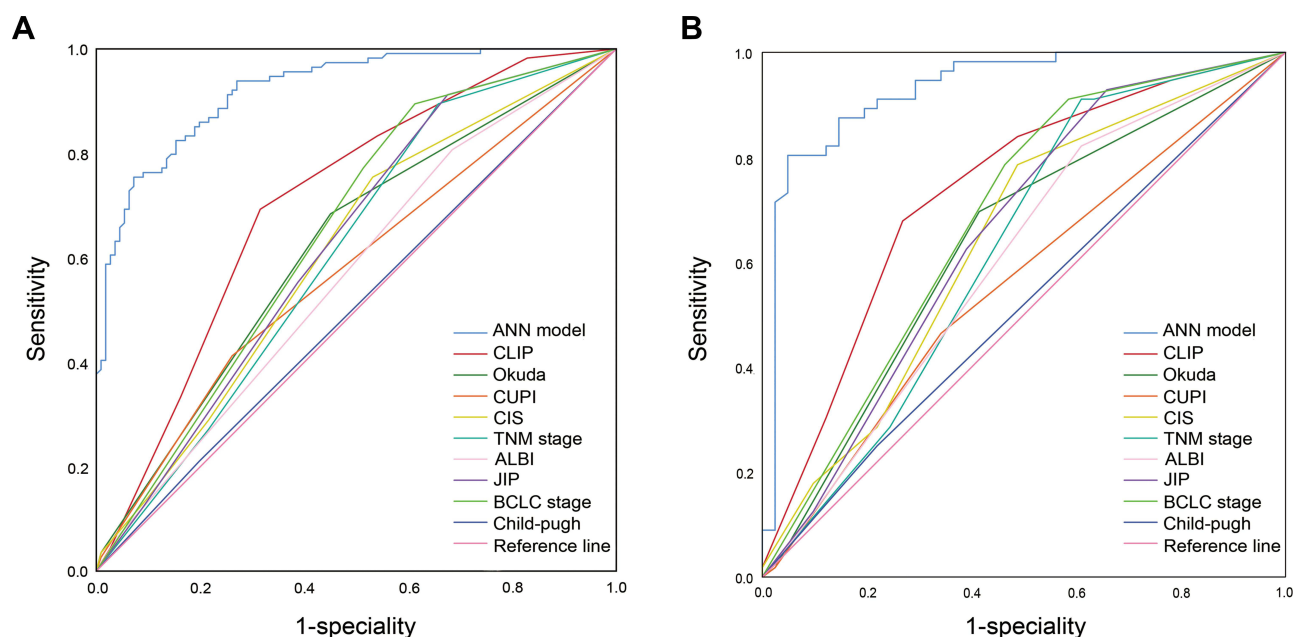 A
1.0
0.8
0.6
0.4
0.2
0.0
Sensitivity
ANN model
CLIP
Okuda
CUPI
CIS
TNM stage
ALBI
JIP
BCLC stage
Child-pugh
Reference line
0.0 0.2 0.4 0.6 0.8 1.0
1-speciality
B
1.0
0.8
0.6
0.4
0.2
0.0
Sensitivity
ANN model
CLIP
Okuda
CUPI
CIS
TNM stage
ALBI
JIP
BCLC stage
Child-pugh
Reference line
0.0 0.2 0.4 0.6 0.8 1.0
1-speciality